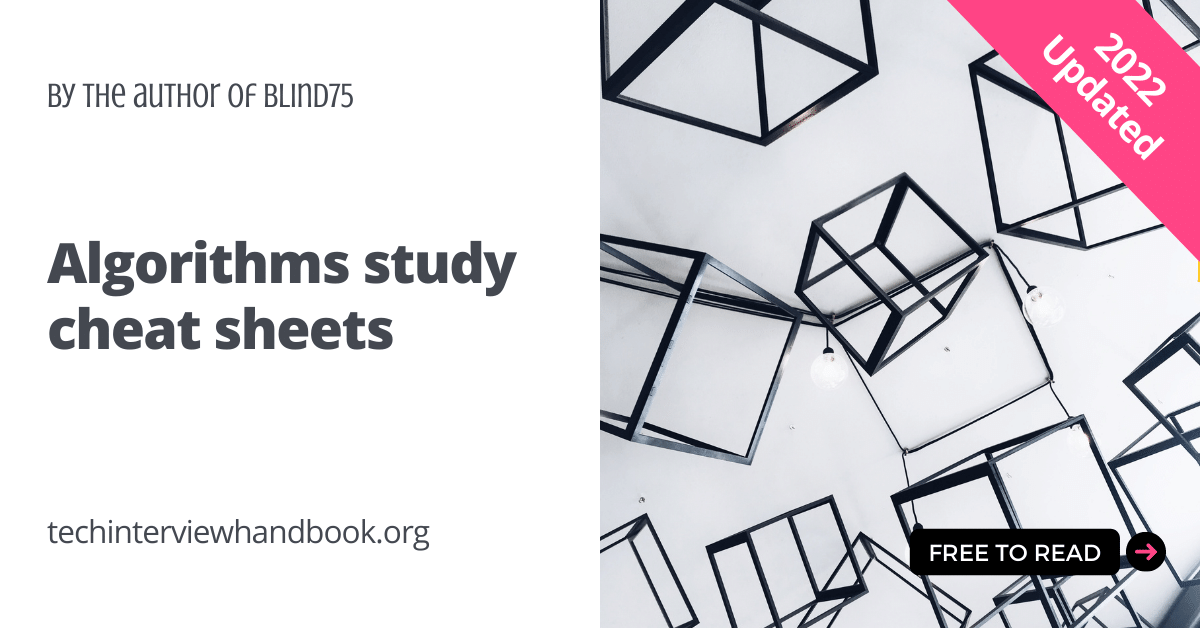 By the author of Blind75
Algorithms study
cheat sheets
techinterviewhandbook.org
2022
Updated
FREE TO READ